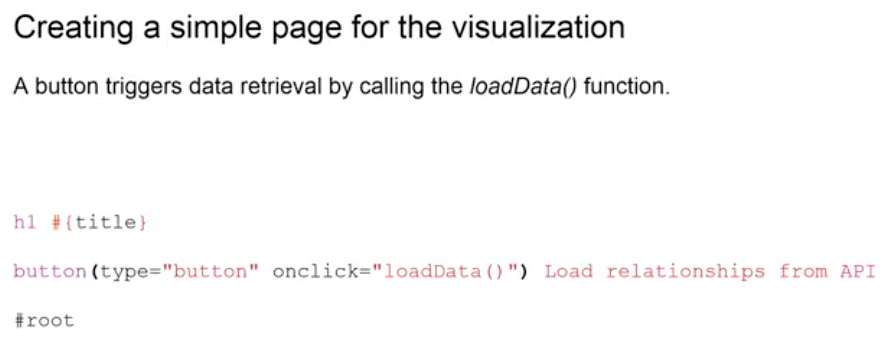 Creating a simple page for the visualization
A button triggers data retrieval by calling the loadData() function.
h1 #{title}
button(type="button" onclick="loadData()") Load relationships from API
#root